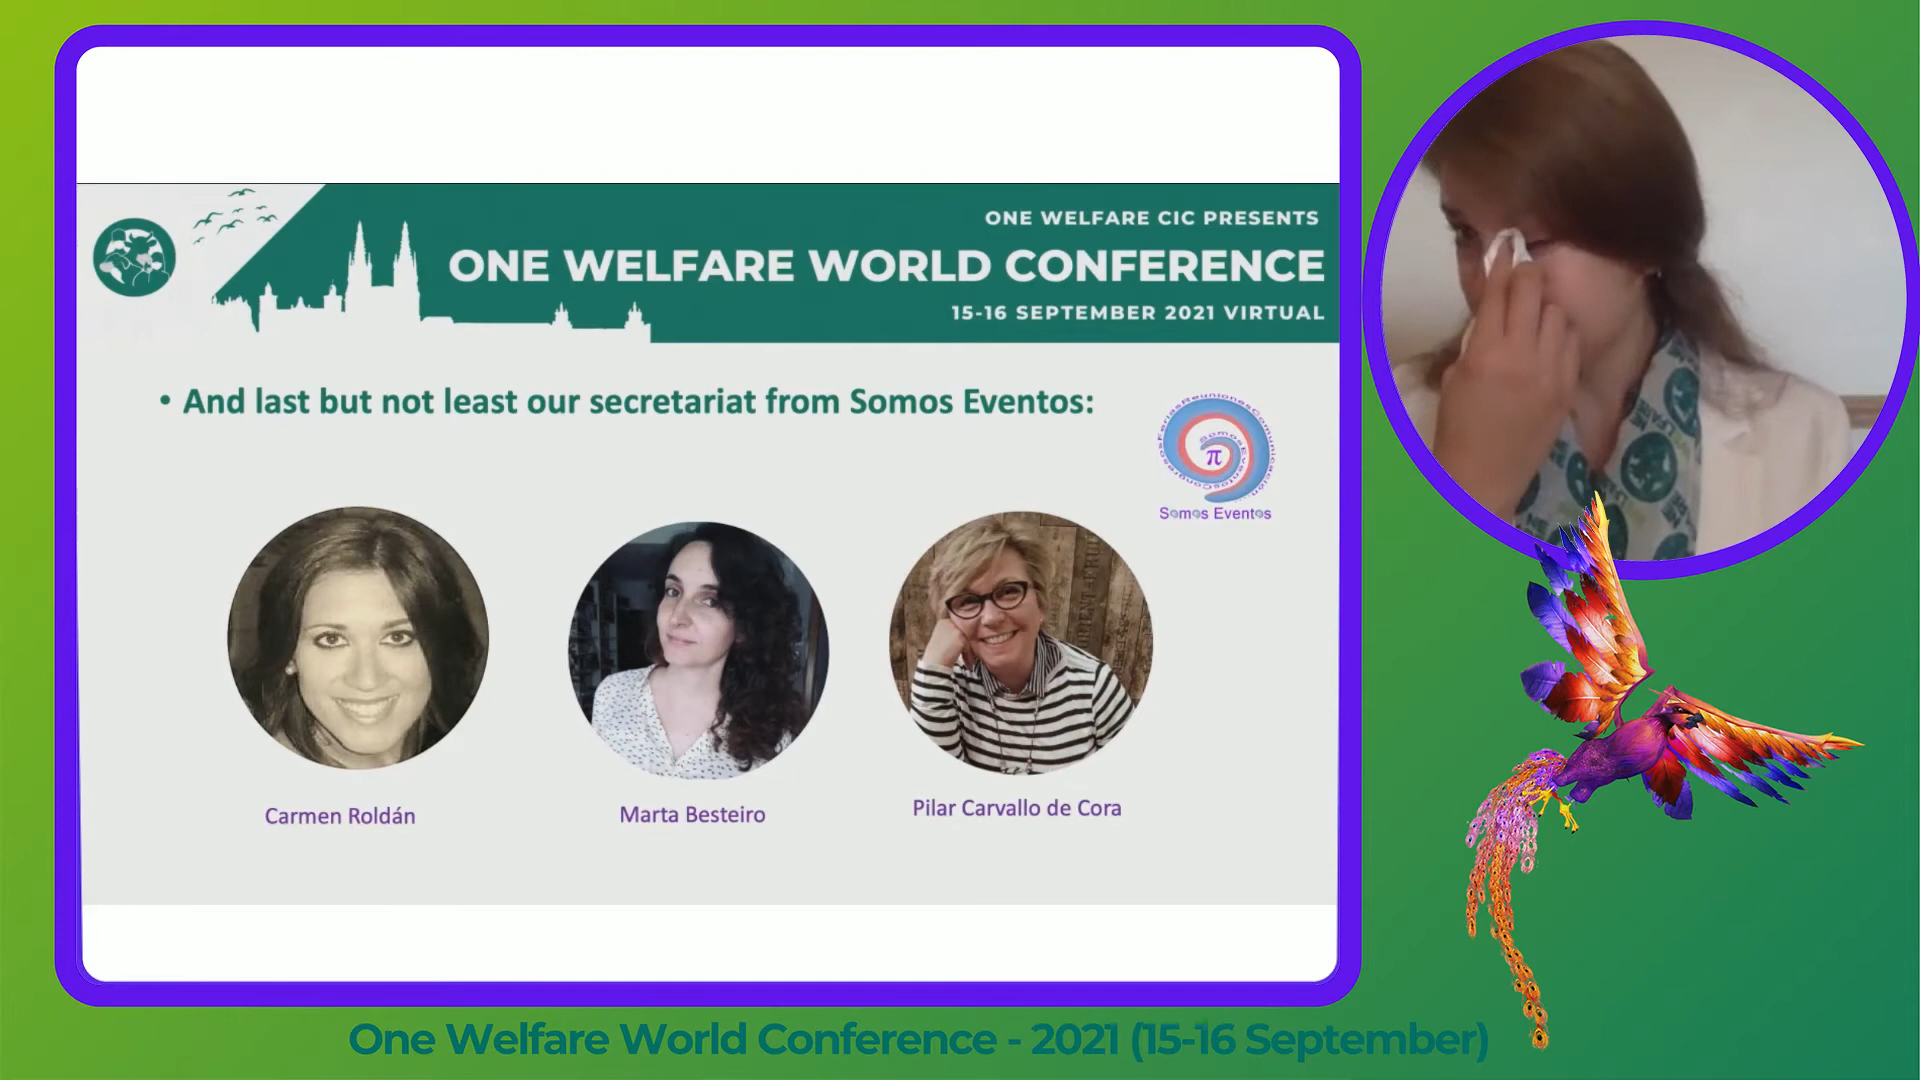 ONE WELFARE CIC PRESENTS
ONE WELFARE WORLD CONFERENCE
15-16 SEPTEMBER 2021 VIRTUAL
• And last but not least our secretariat from Somos Eventos:
π
Somos Eventos
Carmen Roldán
Marta Besteiro
Pilar Carvallo de Cora
One Welfare World Conference - 2021 (15-16 September)